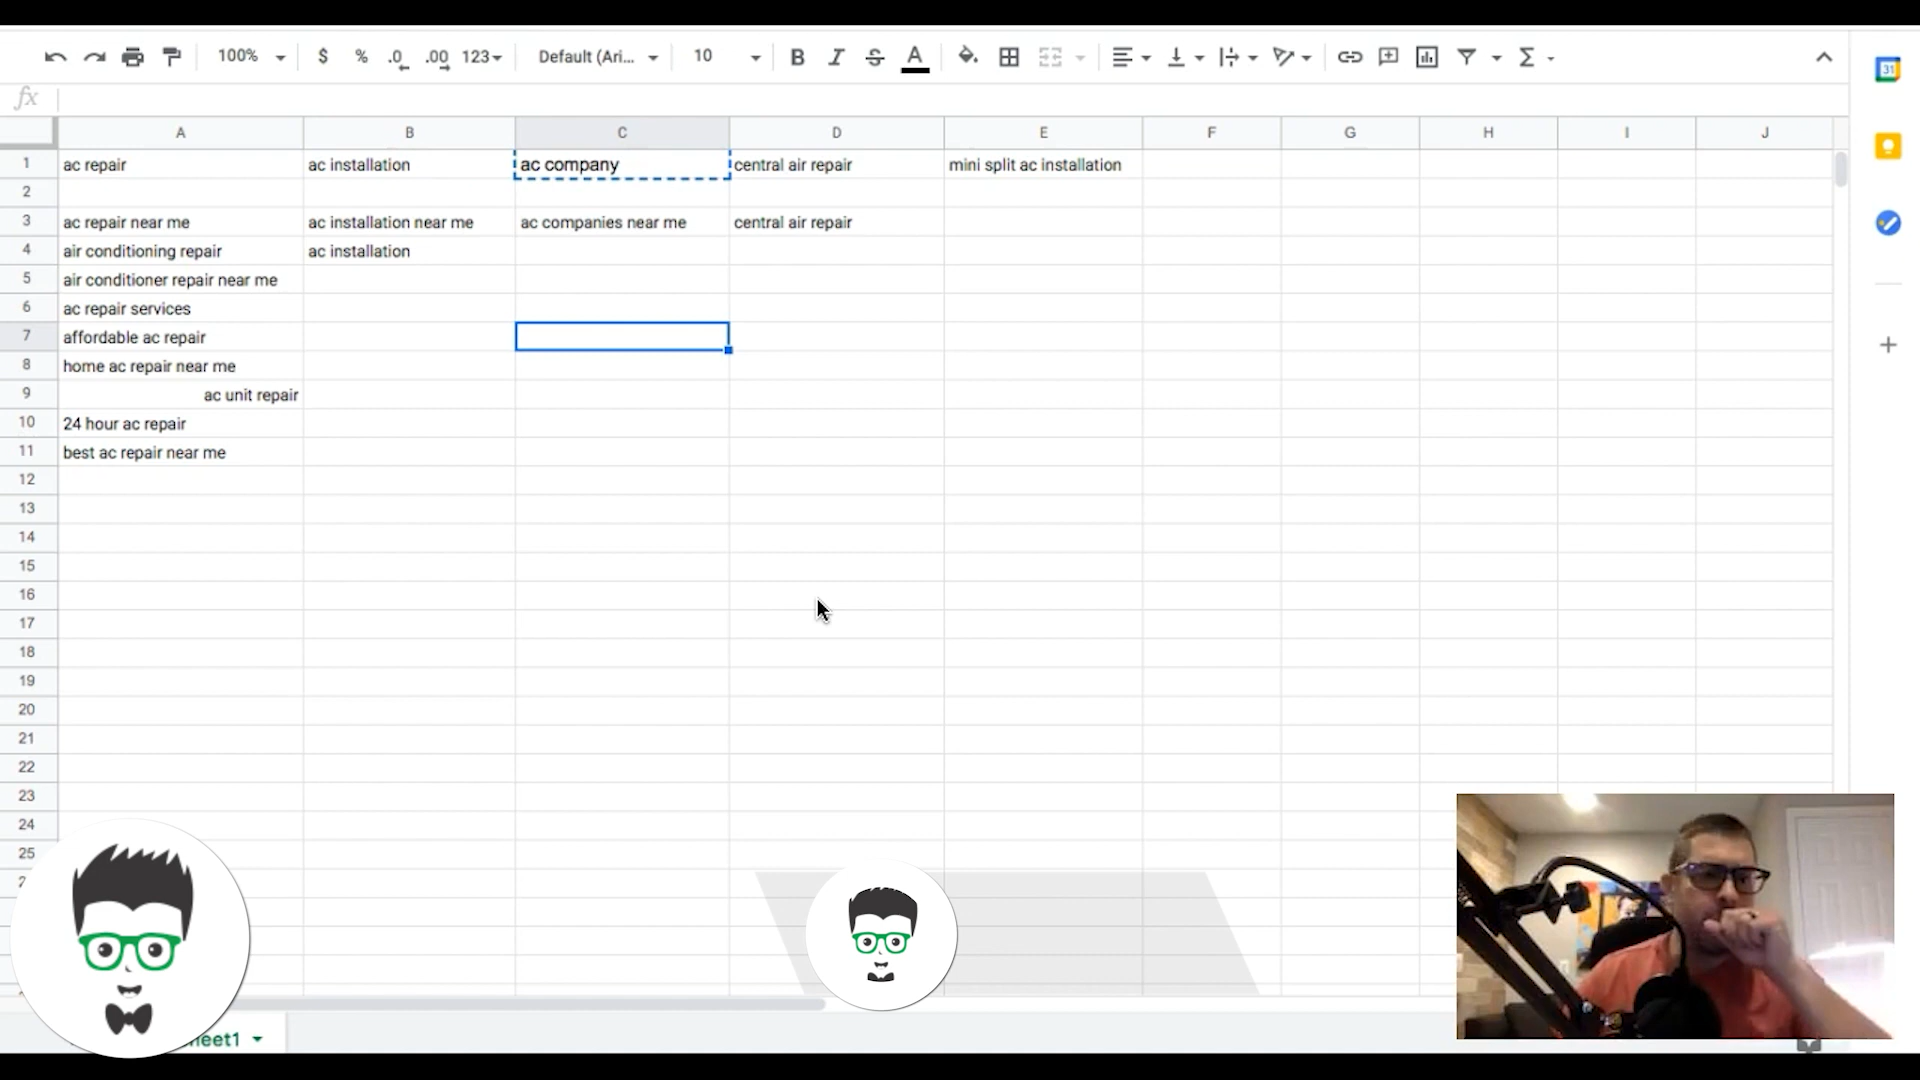 100% $ % .0 .00 123 Default (Ari... 10 B I S A Σ
31
fx
A B C D E F G H I J
1 ac repair ac installation ac company central air repair mini split ac installation
2
3 ac repair near me ac installation near me ac companies near me central air repair
4 air conditioning repair ac installation
5 air conditioner repair near me
6 ac repair services
7 affordable ac repair
8 home ac repair near me
9 ac unit repair
10 24 hour ac repair
11 best ac repair near me
12
13
14
15
16
17
18
19
20
21
22
23
24
25
heet1